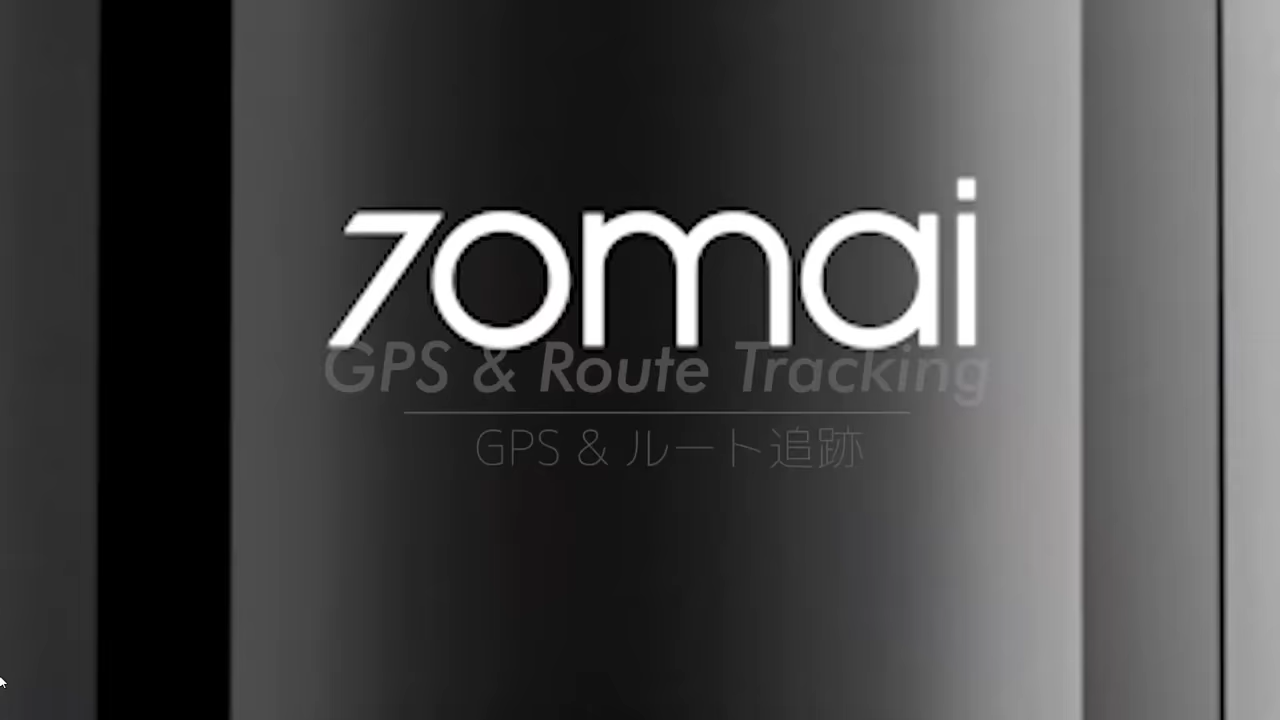 70mai
GPS & Route Tracking
GPS & ルート追跡